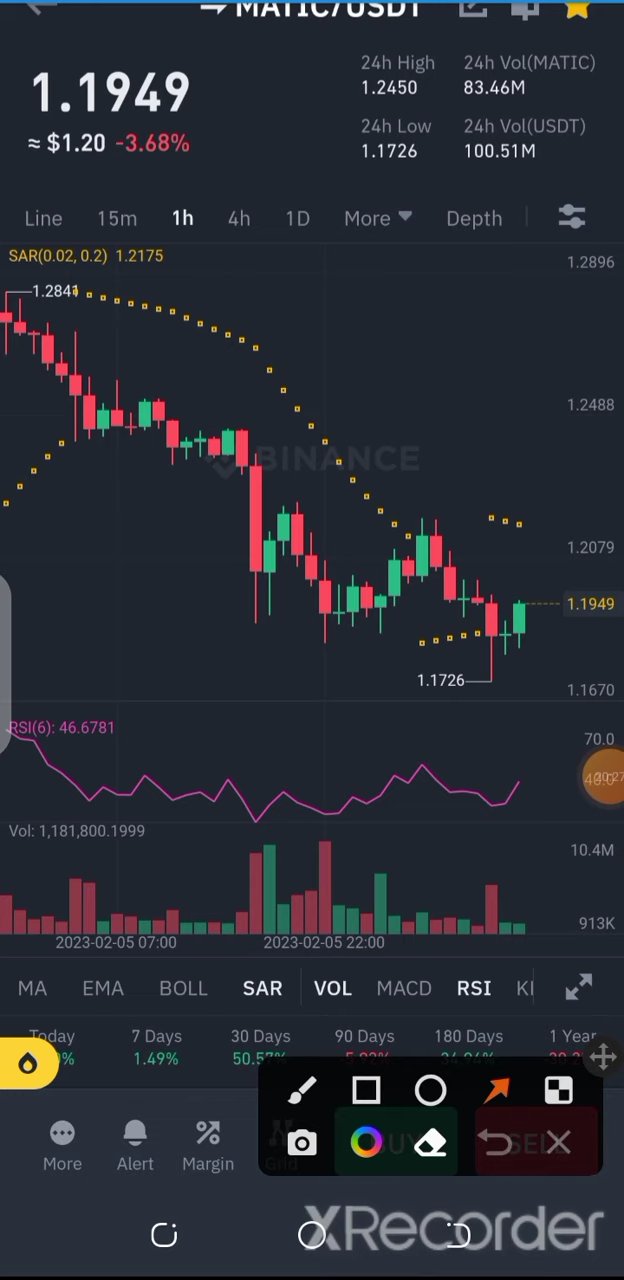 MATIC/USDT
1.1949
≈ $1.20 -3.68%
24h High
1.2450
24h Vol(MATIC)
83.46M
24h Low
1.1726
24h Vol(USDT)
100.51M
Line 15m 1h 4h 1D More Depth
SAR(0.02, 0.2) 1.2175
1.2896
1.2841
1.2488
BINANCE
1.2079
1.1949
1.1726
1.1670
RSI(6): 46.6781
70.0
Vol: 1,181,800.1999
10.4M
913K
2023-02-05 07:00 2023-02-05 22:00
MA EMA BOLL SAR VOL MACD RSI
Today 7 Days 30 Days 90 Days 180 Days 1 Year
1.49% 50.57%
More Alert Margin
XRecorder